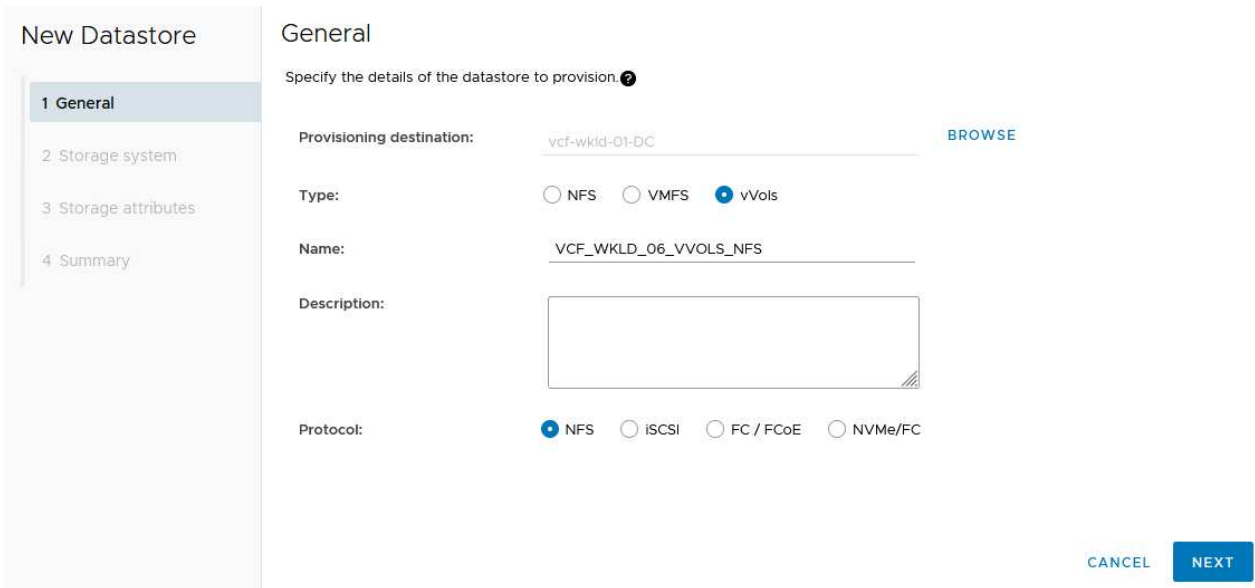 New Datastore
1 General
2 Storage system
3 Storage attributes
4 Summary
General
Specify the details of the datastore to provision.?
Provisioning destination: vcf-wkld-01-DC BROWSE
Type: NFS VMFS vVols
Name: VCF_WKLD_06_VVOLS_NFS
Description:
Protocol: NFS iSCSI FC / FCoE NVMe/FC
CANCEL NEXT